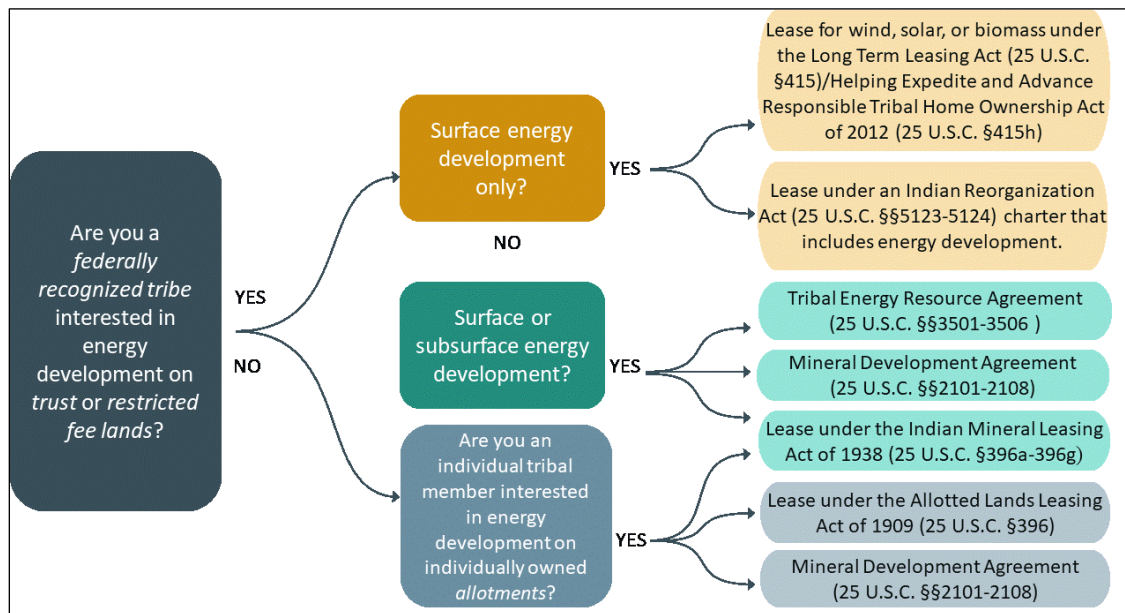 Are you a
federally
recognized tribe
interested in
energy
development on
trust or restricted
fee lands?
YES
NO
Surface energy
development
only?
YES
NO
Lease for wind, solar, or biomass under
the Long Term Leasing Act (25 U.S.C.
§415)/Helping Expedite and Advance
Responsible Tribal Home Ownership Act
of 2012 (25 U.S.C. §415h)
Lease under an Indian Reorganization
Act (25 U.S.C. §§5123-5124) charter that
includes energy development.
Surface or
subsurface energy
development?
YES
Tribal Energy Resource Agreement
(25 U.S.C. §§3501-3506 )
Mineral Development Agreement
(25 U.S.C. §§2101-2108)
Lease under the Indian Mineral Leasing
Act of 1938 (25 U.S.C. §396a-396g)
Are you an
individual tribal
member interested
in energy
development on
individually owned
allotments?
YES
Lease under the Allotted Lands Leasing
Act of 1909 (25 U.S.C. §396)
Mineral Development Agreement
(25 U.S.C. §§2101-2108)